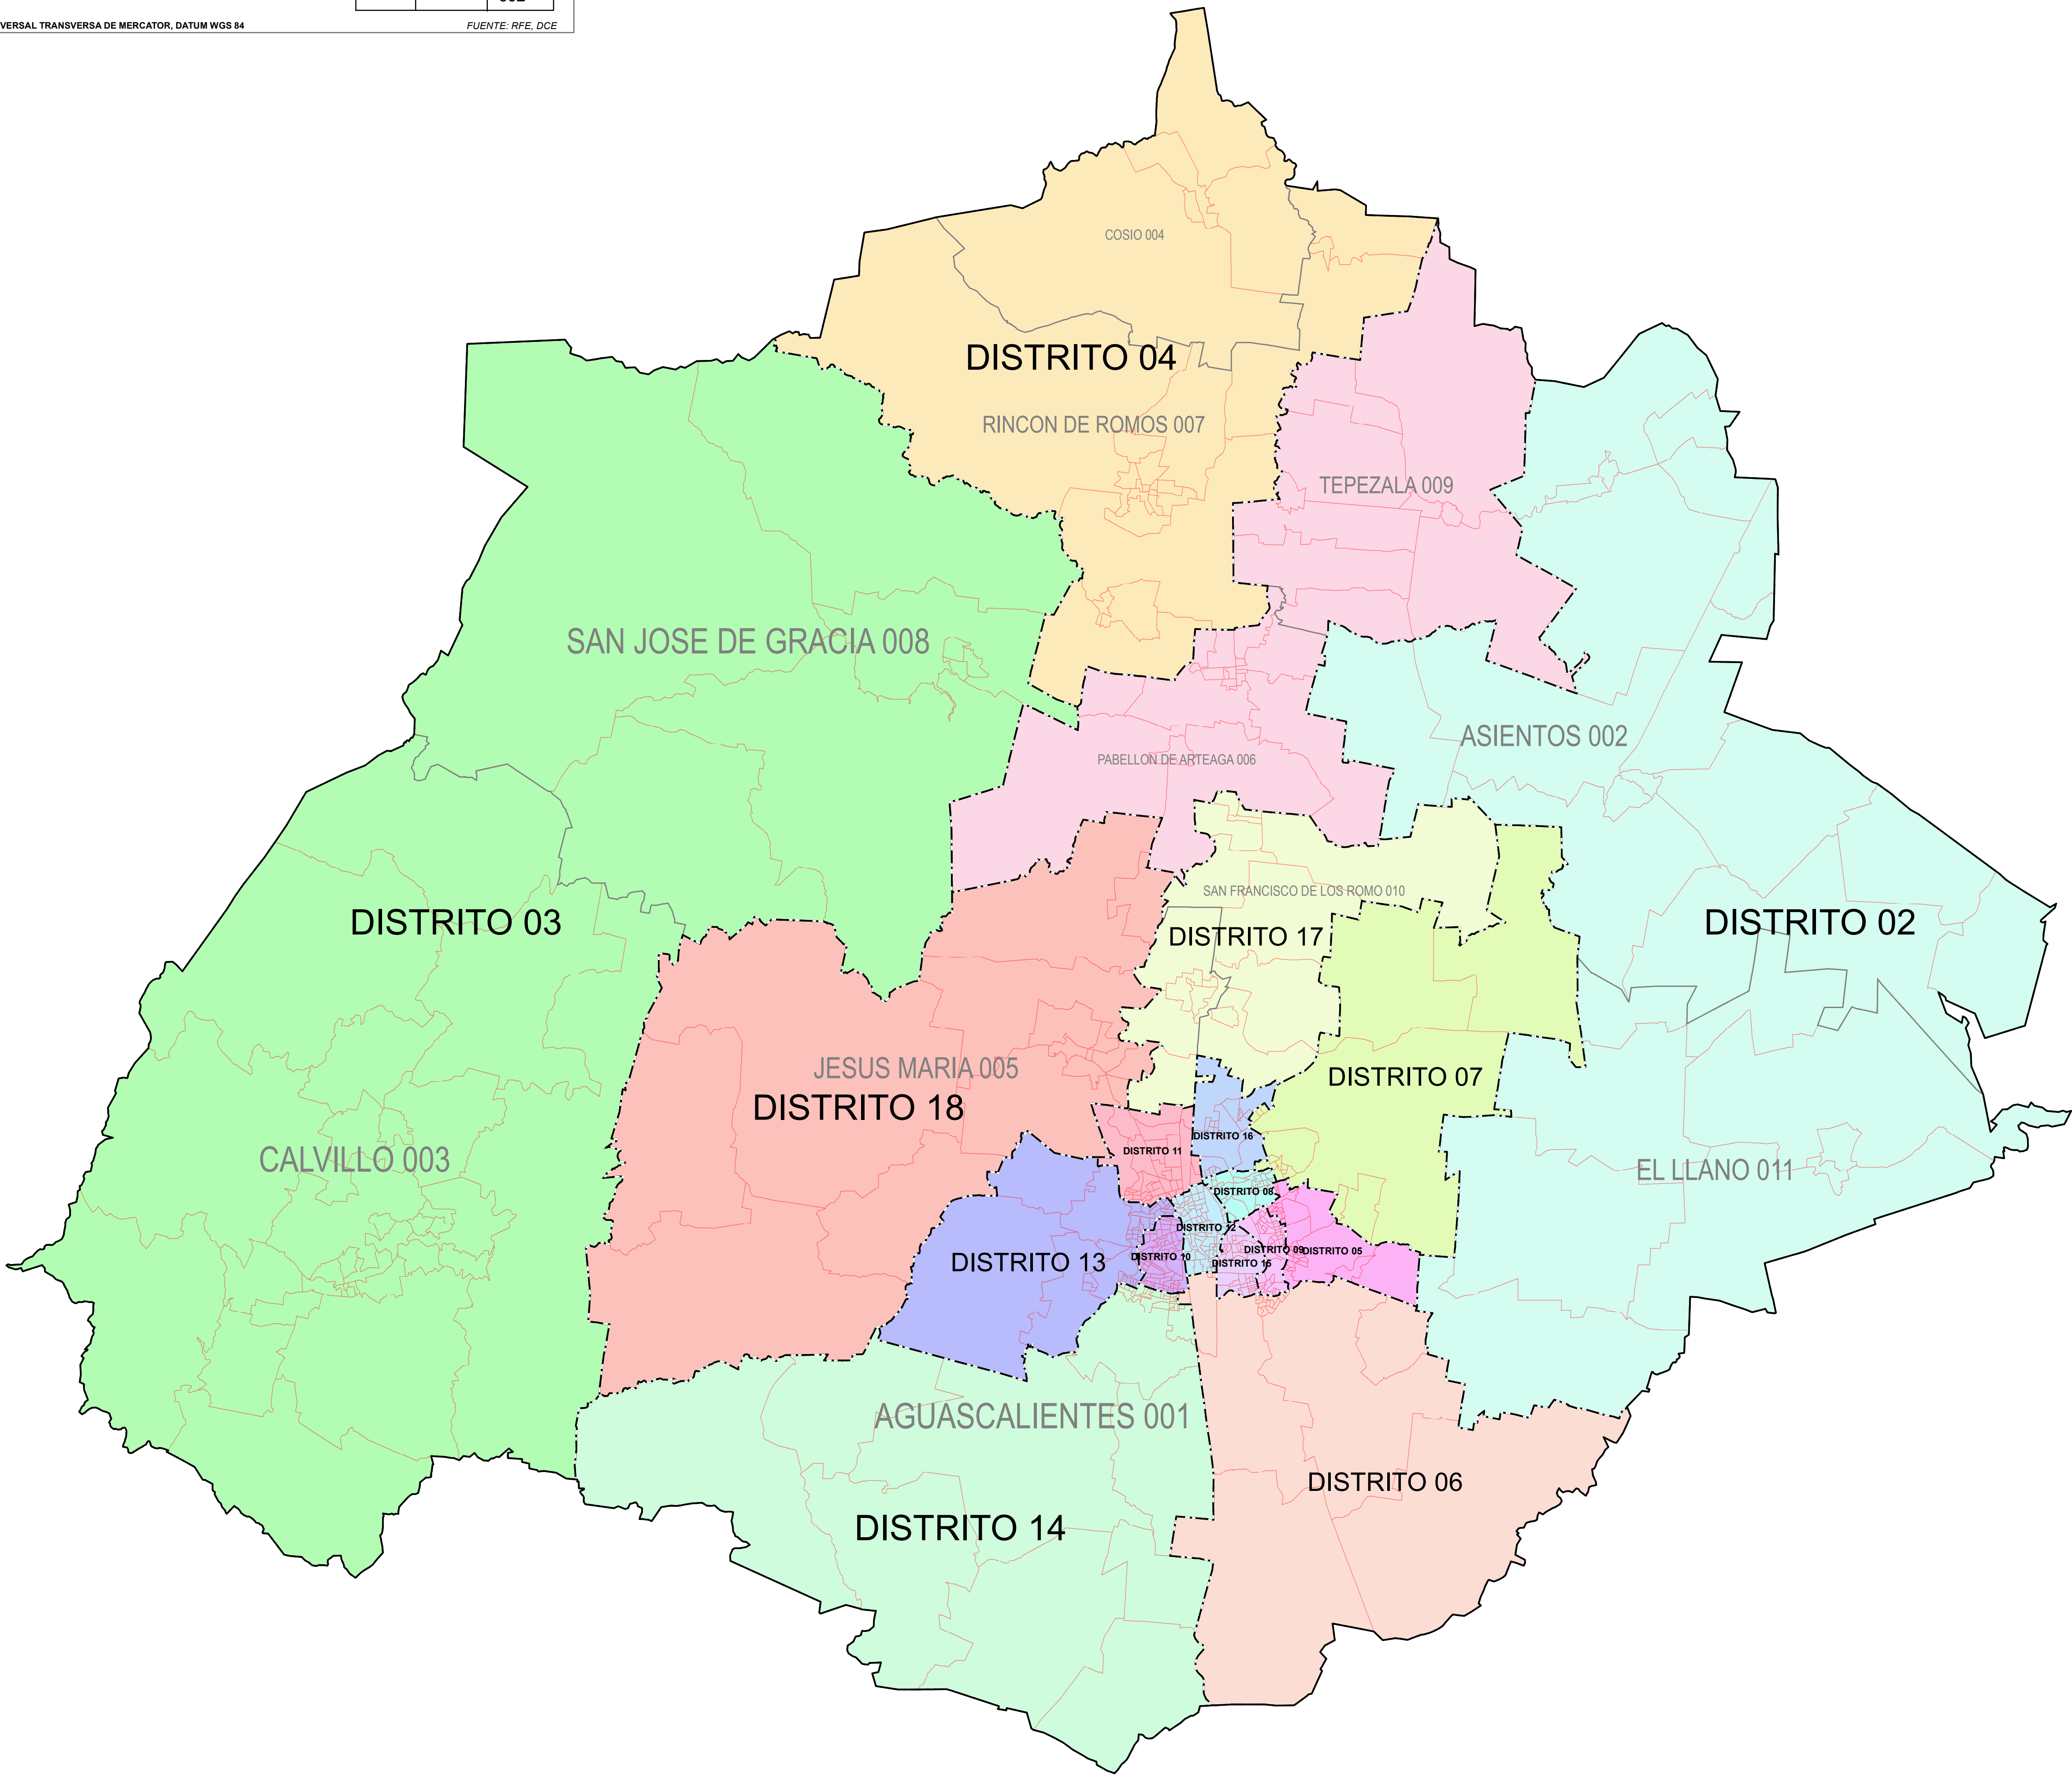 VERSAL TRANSVERSA DE MERCATOR, DATUM WGS 84
FUENTE: RFE, DCE
COSIO 004
DISTRITO 04
RINCON DE ROMOS 007
TEPEZALA 009
SAN JOSE DE GRACIA 008
ASIENTOS 002
PABELLON DE ARTEAGA 006
SAN FRANCISCO DE LOS ROMO 010
DISTRITO 03
DISTRITO 02
DISTRITO 17
JESUS MARIA 005
DISTRITO 07
DISTRITO 18
DISTRITO 16
DISTRITO 11
CALVILLO 003
EL LLANO 011
DISTRITO 08
DISTRITO 12
DISTRITO 09
DISTRITO 05
DISTRITO 10
DISTRITO 13
DISTRITO 15
AGUASCALIENTES 001
DISTRITO 06
DISTRITO 14